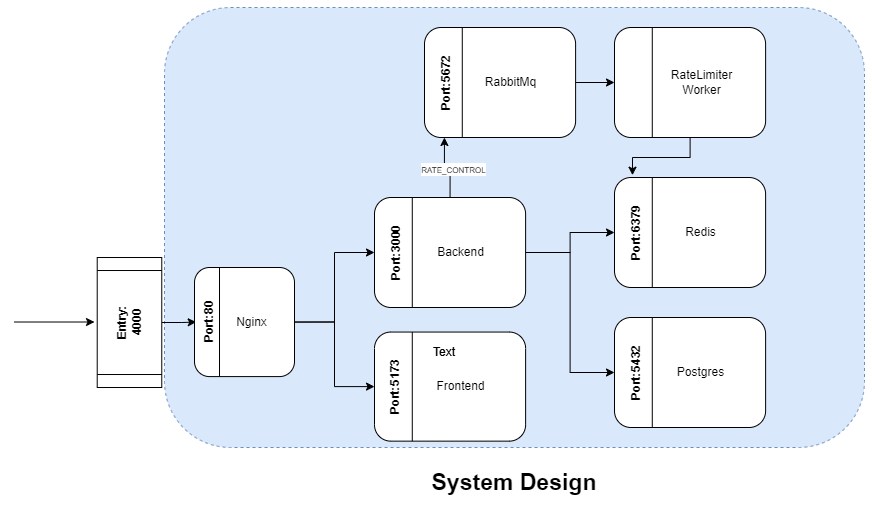 Port:5672
RabbitMq
RateLimiter
Worker
RATE_CONTROL
Port:3000
Backend
Port:6379
Redis
Entry:
4000
Port:80
Nginx
Port:5173
Text
Frontend
Port:5432
Postgres
System Design